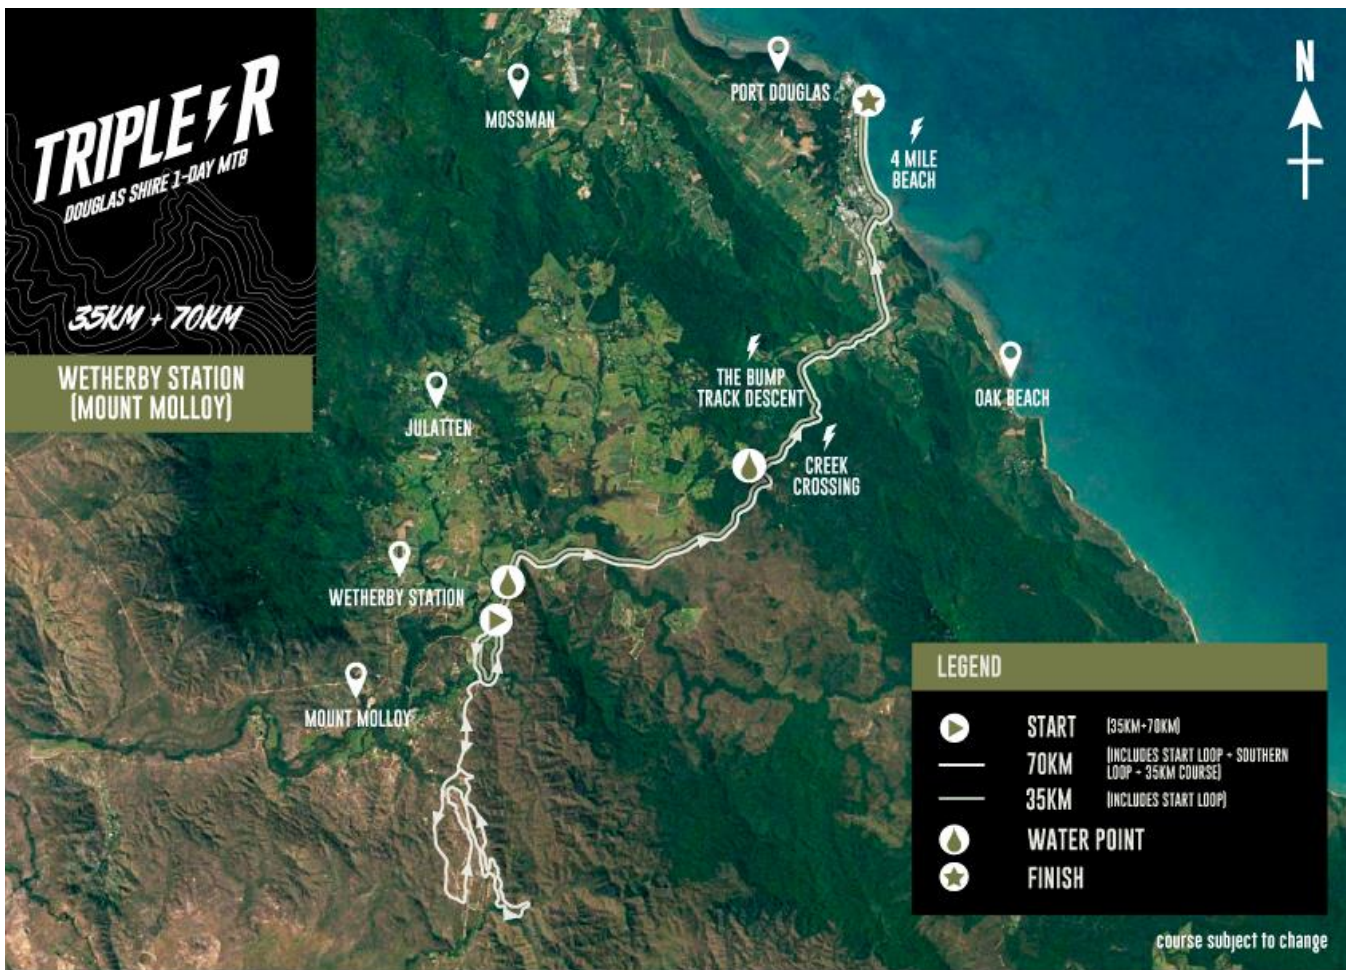 TRIPLE R
DOUGLAS SHIRE 1-DAY MTB
35KM + 70KM
WETHERBY STATION
(MOUNT MOLLOY)
MOSSMAN
PORT DOUGLAS
4 MILE
BEACH
N
THE BUMP
TRACK DESCENT
OAK BEACH
JULATTEN
CREEK
CROSSING
WETHERBY STATION
MOUNT MOLLOY
LEGEND
START (35KM+70KM)
70KM (INCLUDES START LOOP + SOUTHERN
LOOP + 35KM COURSE)
35KM (INCLUDES START LOOP)
WATER POINT
FINISH
course subject to change